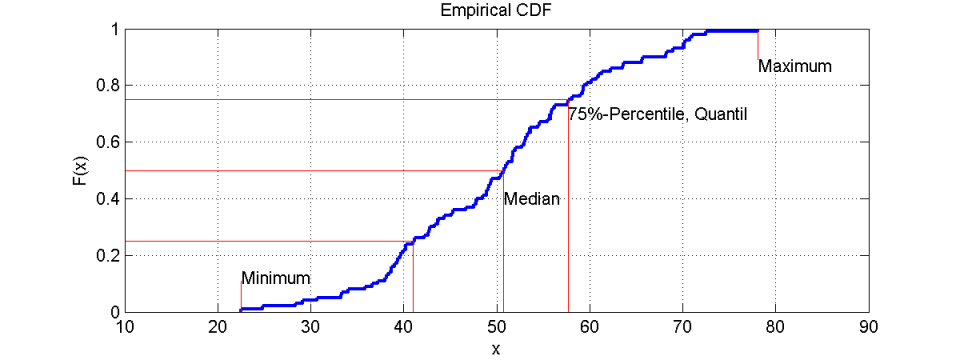 Empirical CDF
1
Maximum
0.8
75%-Percentile, Quantil
0.6
F(x)
0.4
Median
0.2
Minimum
0
10 20 30 40 50 60 70 80 90
x